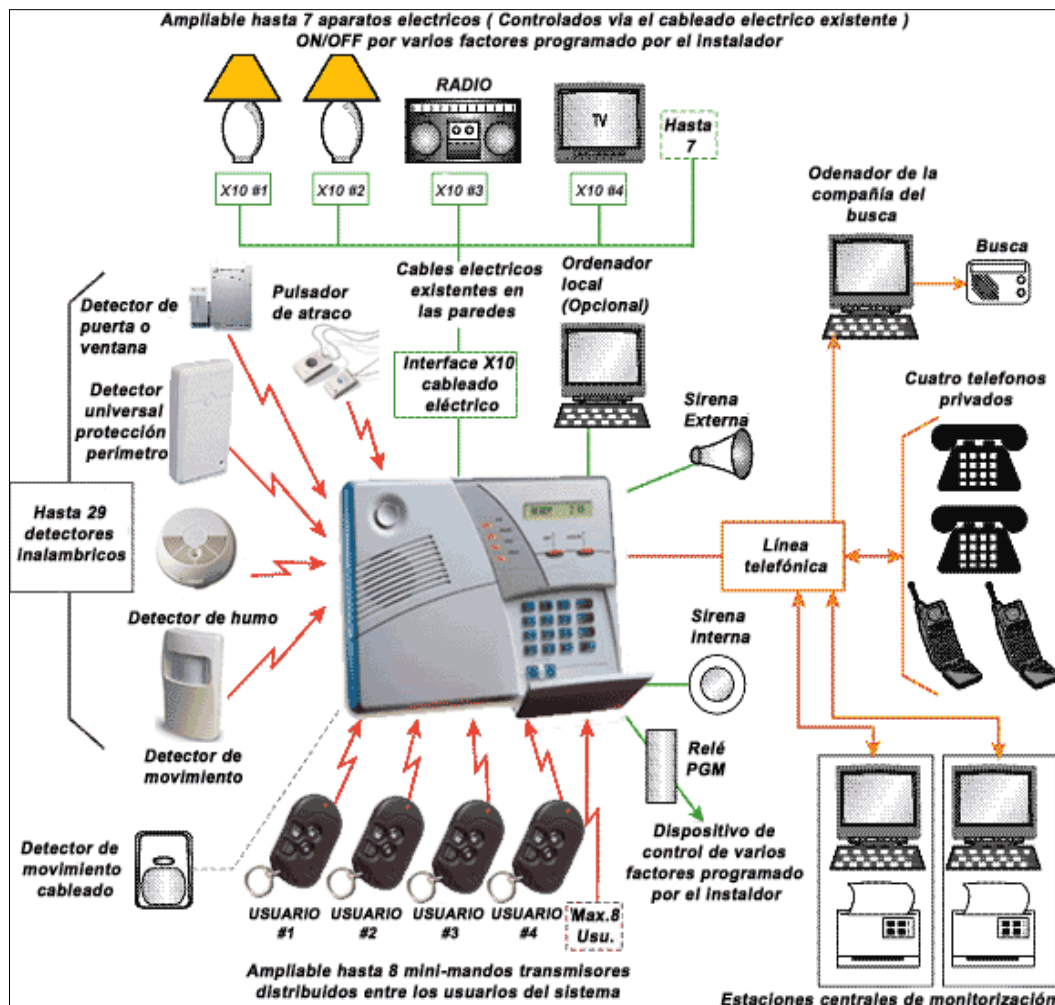 Ampliable hasta 7 aparatos electricos ( Controlados via el cableado electrico existente )
ON/OFF por varios factores programado por el instalador
RADIO
TV
Hasta
7
X10 #1
X10 #2
X10 #3
X10 #4
Odenador de la
compañía del
busca
Busca
Cables electricos
existentes en
las paredes
Ordenador
local
(Opcional)
Detector de
puerta o
ventana
Pulsador
de atraco
Interface X10
cableado
eléctrico
Sirena
Externa
Cuatro telefonos
privados
Detector
universal
protección
perímetro
Hasta 29
detectores
inalambricos
Línea
telefónica
Detector de humo
Sirena
interna
Detector de
movimiento
Relé
PGM
Detector de
movimiento
cableado
Dispositivo de
control de varios
factores programado
por el instaldor
USUARIO
#1
USUARIO
#2
USUARIO
#3
USUARIO
#4
Max.8
Usu.
Ampliable hasta 8 mini-mandos transmisores
distribuidos entre los usuarios del sistema
Estaciones centrales de monitorización